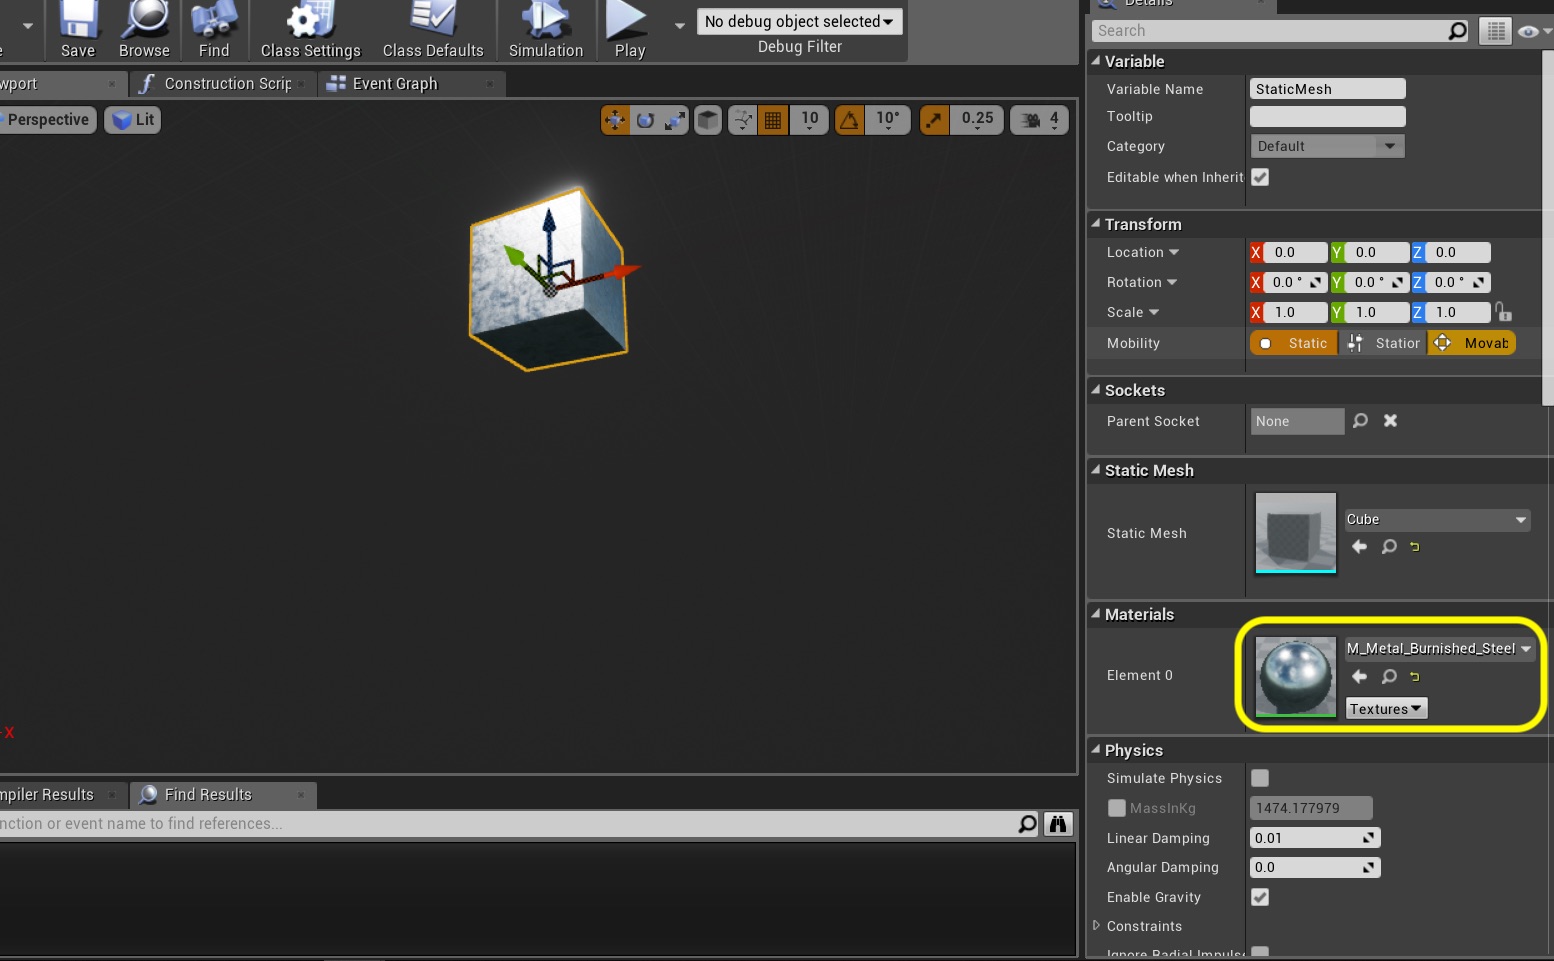 Details
Save
Browse
Find
Class Settings
Class Defaults
Simulation
Play
No debug object selected
Debug Filter
Search
wport
Construction Scrip
Event Graph
Perspective
Lit
10
10°
0.25
4
Variable
Variable Name
StaticMesh
Tooltip
Category
Default
Editable when Inherit
Transform
Location
X 0.0 Y 0.0 Z 0.0
Rotation
X 0.0 ° Y 0.0 ° Z 0.0 °
Scale
X 1.0 Y 1.0 Z 1.0
Mobility
Static
Station
Movab
Sockets
Parent Socket
None
Static Mesh
Static Mesh
Cube
Materials
Element 0
M_Metal_Burnished_Steel
Textures
Physics
Simulate Physics
MassInKg
1474.177979
Linear Damping
0.01
Angular Damping
0.0
Enable Gravity
Constraints
Ignore Radial Impuls
X
mpiler Results
Find Results
nction or event name to find references...